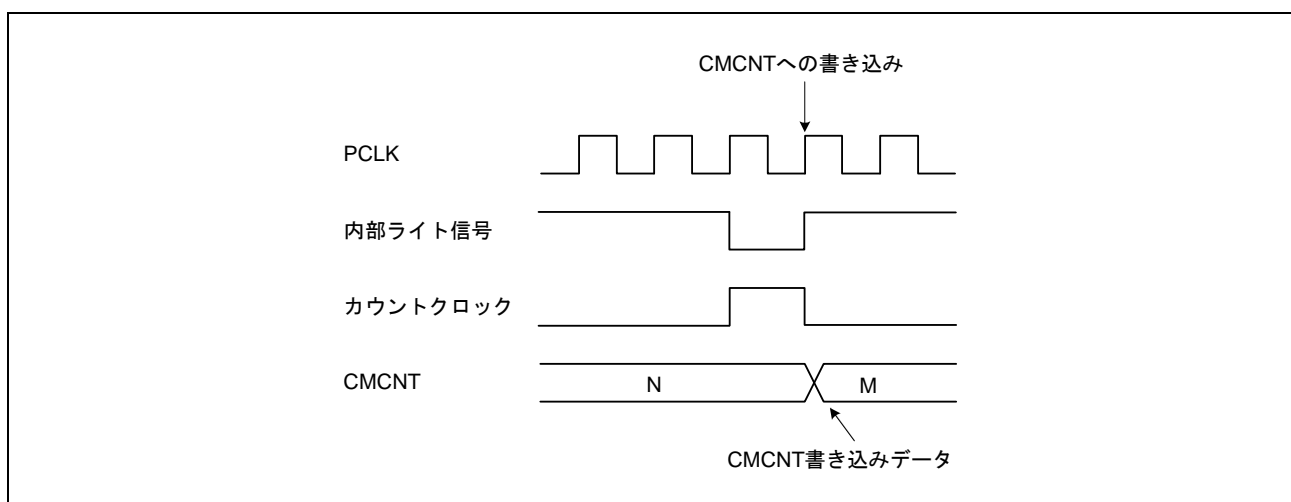 CMCNTへの書き込み
PCLK
内部ライト信号
カウントクロック
CMCNT
N
M
CMCNT書き込みデータ